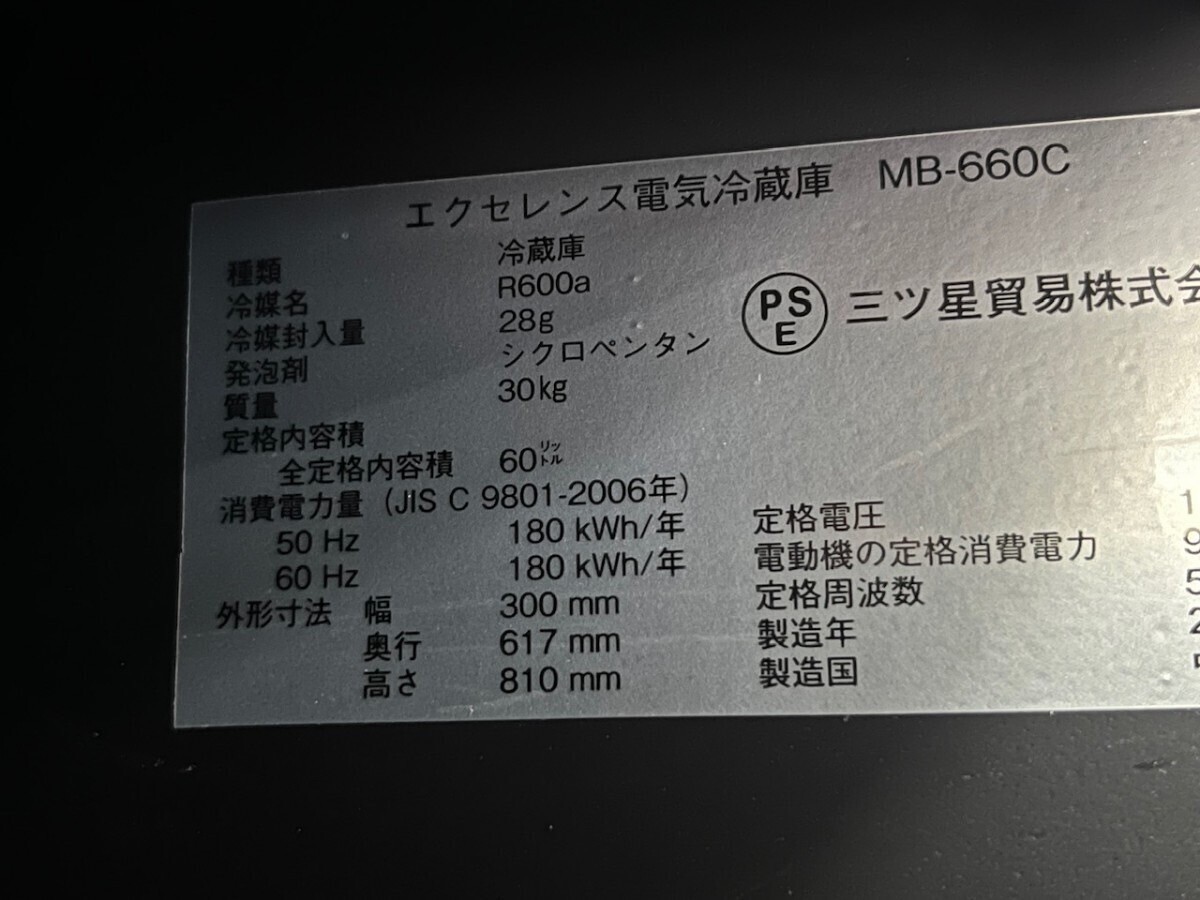 エクセレンス電気冷蔵庫 MB-660C
種類 冷蔵庫
冷媒名 R600a
冷媒封入量 28g
発泡剤 シクロペンタン
質量 30kg
定格内容積
全定格内容積 60リットル
消費電力量 (JIS C 9801-2006年)
50 Hz 180 kWh/年
60 Hz 180 kWh/年
外形寸法 幅 300 mm
奥行 617 mm
高さ 810 mm
PSE 三ツ星貿易株式会
定格電圧 1
電動機の定格消費電力 9
定格周波数 5
製造年 2
製造国